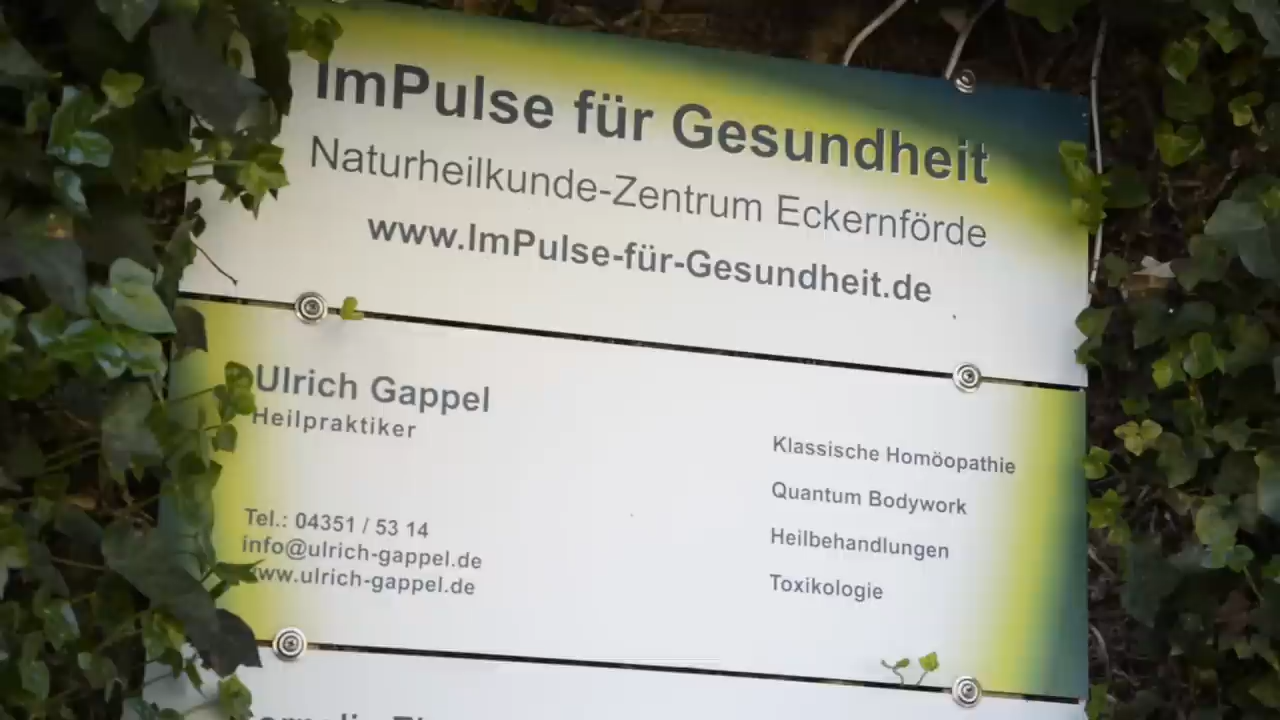 ImPulse für Gesundheit
Naturheilkunde-Zentrum Eckernförde
www.ImPulse-für-Gesundheit.de
Ulrich Gappel
Heilpraktiker
Tel.: 04351 / 53 14
info@ulrich-gappel.de
www.ulrich-gappel.de
Klassische Homöopathie
Quantum Bodywork
Heilbehandlungen
Toxikologie